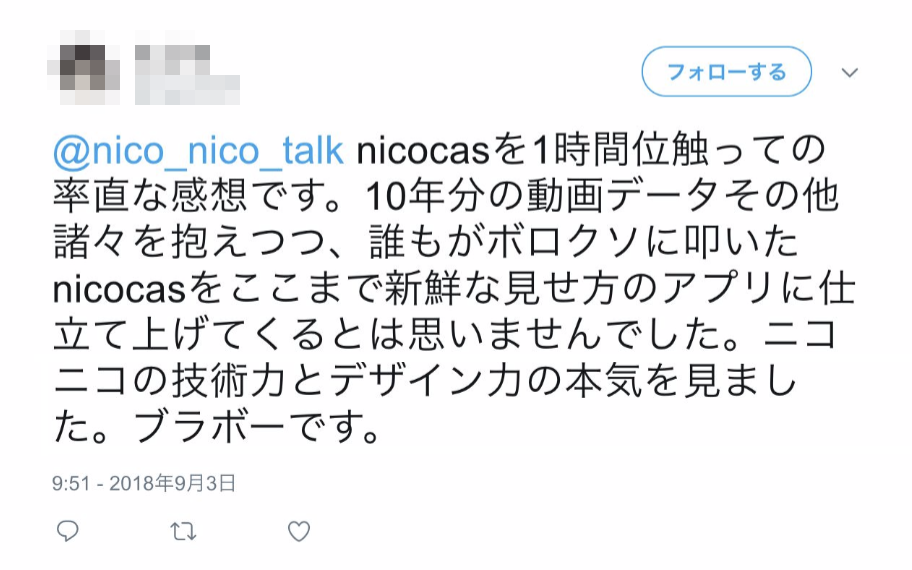 フォローする
@nico_nico_talk nicocasを1時間位触っての
率直な感想です。10年分の動画データその他
諸々を抱えつつ、誰もがボロクソに叩いた
nicocasをここまで新鮮な見せ方のアプリに仕
立て上げてくるとは思いませんでした。ニコ
ニコの技術力とデザイン力の本気を見まし
た。ブラボーです。
9:51 - 2018年9月3日